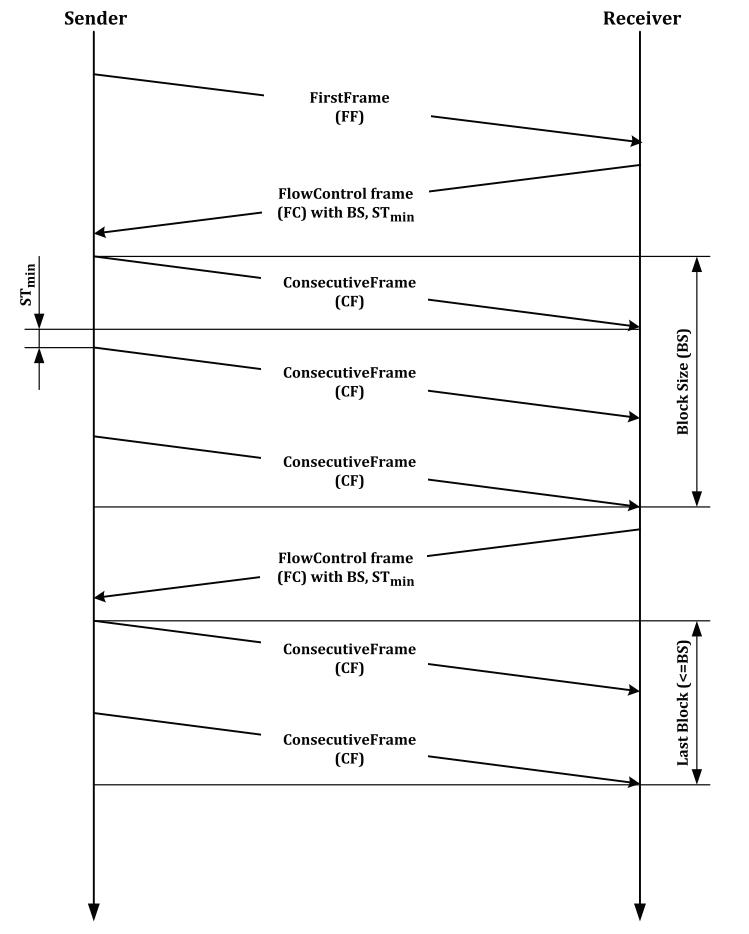 Sender
Receiver
FirstFrame
(FF)
FlowControl frame
(FC) with BS, STmin
STmin
ConsecutiveFrame
(CF)
Block Size (BS)
ConsecutiveFrame
(CF)
ConsecutiveFrame
(CF)
FlowControl frame
(FC) with BS, STmin
ConsecutiveFrame
(CF)
Last Block (<=BS)
ConsecutiveFrame
(CF)